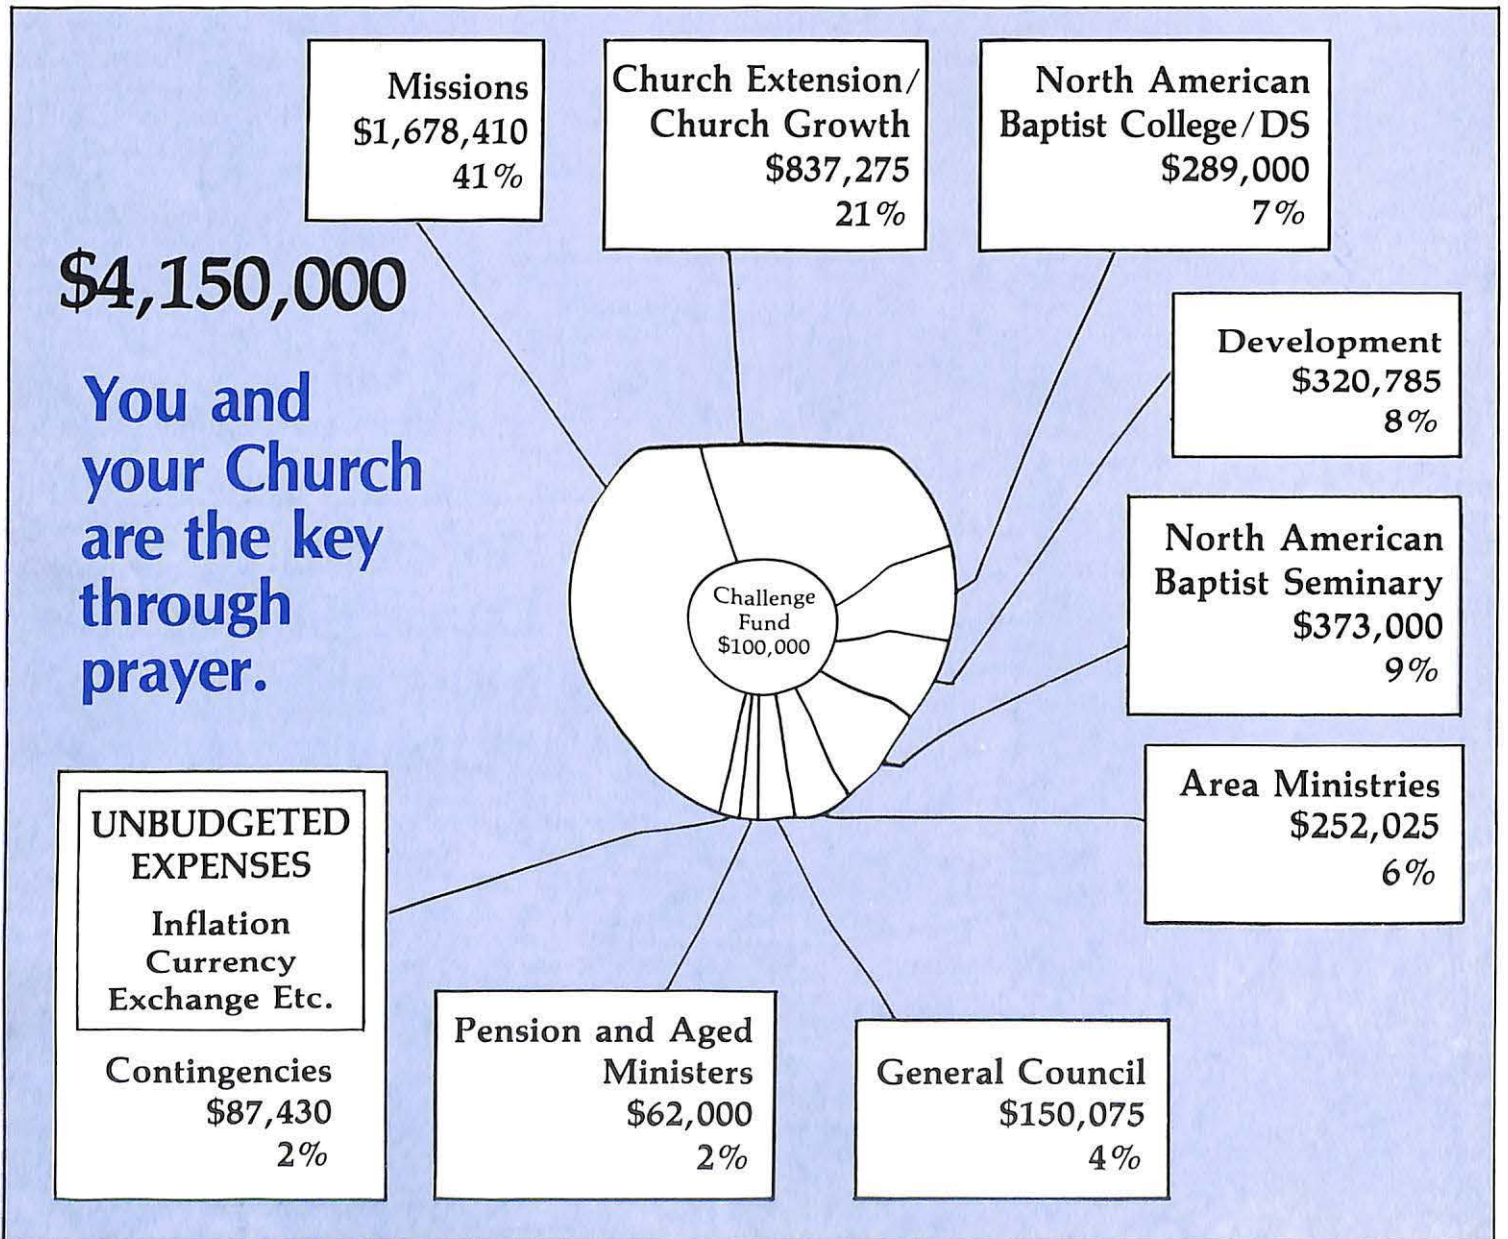 Missions
$1,678,410
41%
Church Extension/
Church Growth
$837,275
21%
North American
Baptist College/DS
$289,000
7%
$4,150,000
You and
your Church
are the key
through
prayer.
Development
$320,785
8%
North American
Baptist Seminary
$373,000
9%
Challenge
Fund
$100,000
Area Ministries
$252,025
6%
UNBUDGETED
EXPENSES
Inflation
Currency
Exchange Etc.
Contingencies
$87,430
2%
Pension and Aged
Ministers
$62,000
2%
General Council
$150,075
4%